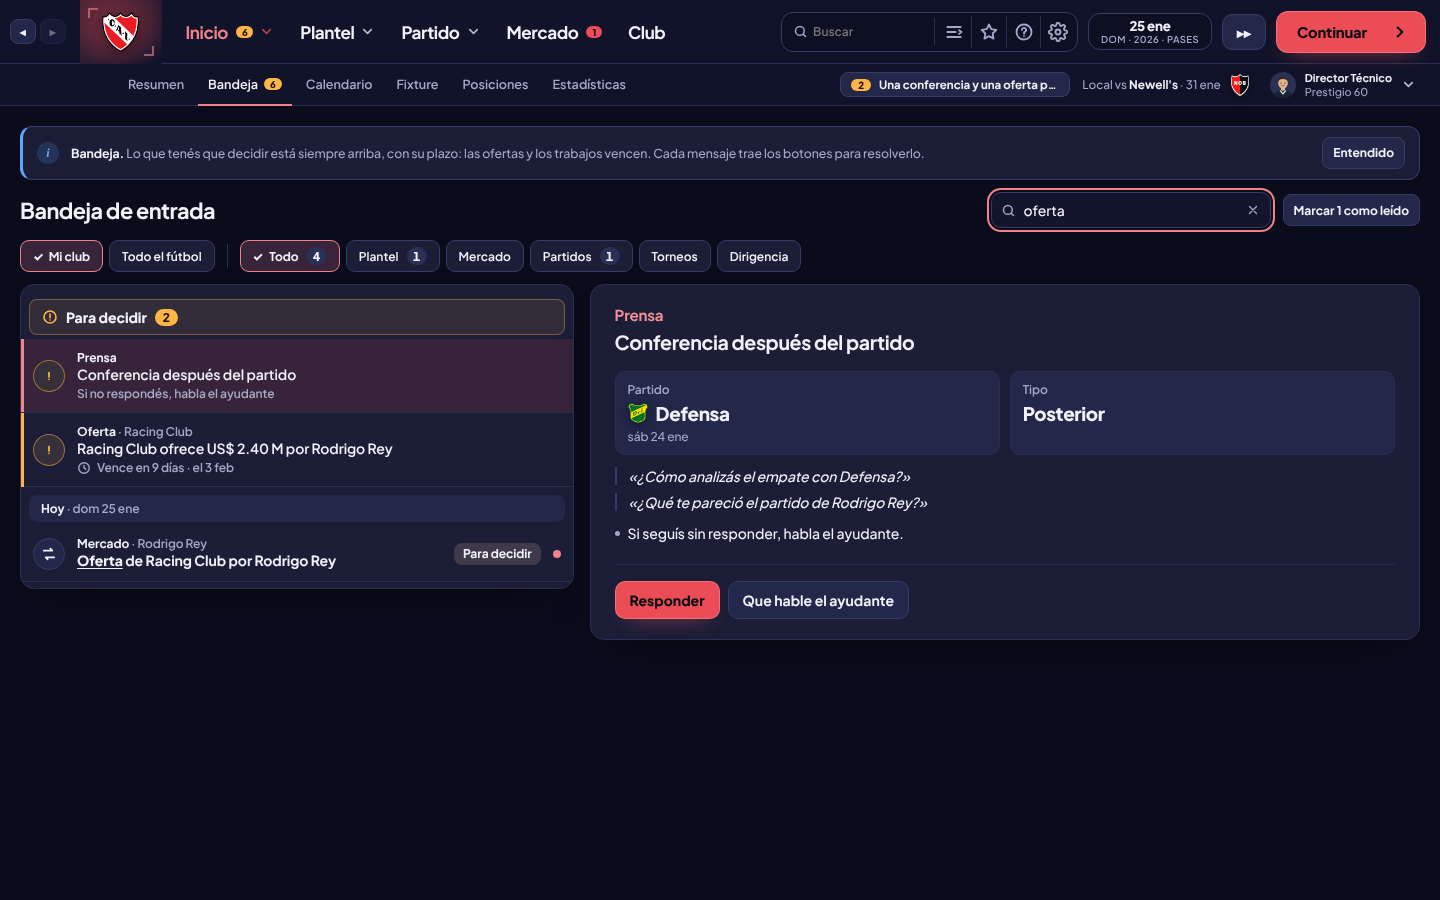 Inicio 6
Plantel
Partido
Mercado 1
Club
Buscar
25 ene
DOM · 2026 · PASES
Continuar
Resumen
Bandeja 6
Calendario
Fixture
Posiciones
Estadísticas
2 Una conferencia y una oferta p...
Local vs Newell's · 31 ene
Director Técnico
Prestigio 60
Bandeja. Lo que tenés que decidir está siempre arriba, con su plazo: las ofertas y los trabajos vencen. Cada mensaje trae los botones para resolverlo.
Entendido
Bandeja de entrada
oferta
Marcar 1 como leído
Mi club
Todo el fútbol
Todo 4
Plantel 1
Mercado
Partidos 1
Torneos
Dirigencia
Para decidir 2
Prensa
Conferencia después del partido
Si no respondés, habla el ayudante
Oferta · Racing Club
Racing Club ofrece US$ 2.40 M por Rodrigo Rey
Vence en 9 días · el 3 feb
Hoy · dom 25 ene
Mercado · Rodrigo Rey
Oferta de Racing Club por Rodrigo Rey
Para decidir
Prensa
Conferencia después del partido
Partido
Defensa
sáb 24 ene
Tipo
Posterior
«¿Cómo analizás el empate con Defensa?»
«¿Qué te pareció el partido de Rodrigo Rey?»
Si seguís sin responder, habla el ayudante.
Responder
Que hable el ayudante